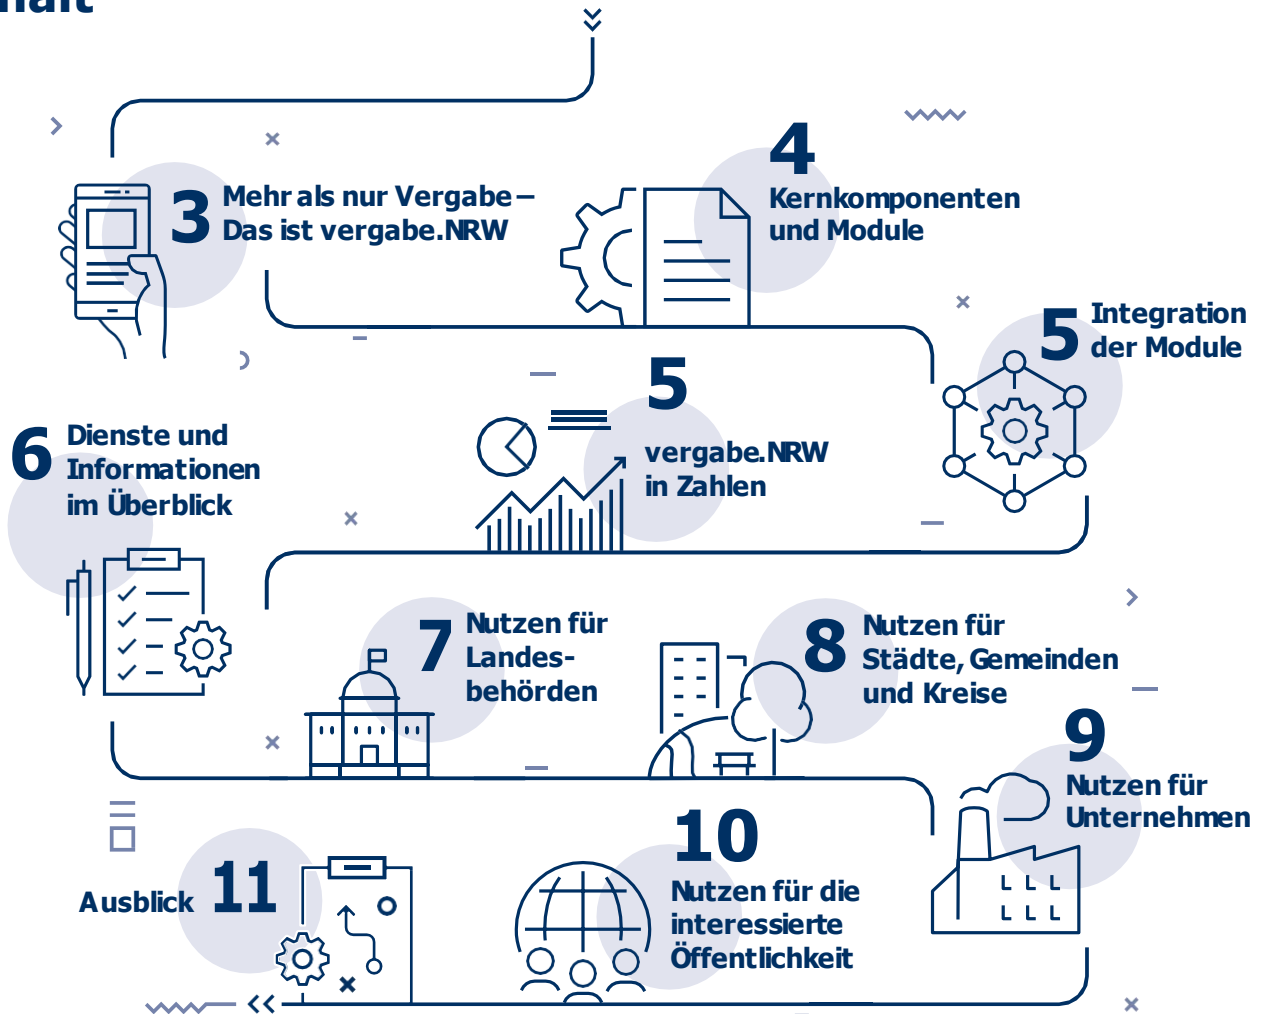 3
Mehr als nur Vergabe –
Das ist vergabe.NRW
4
Kernkomponenten
und Module
5
Integration
der Module
5
vergabe.NRW
in Zahlen
6
Dienste und
Informationen
im Überblick
7
Nutzen für
Landes-
behörden
8
Nutzen für
Städte, Gemeinden
und Kreise
9
Nutzen für
Unternehmen
10
Nutzen für die
interessierte
Öffentlichkeit
11
Ausblick